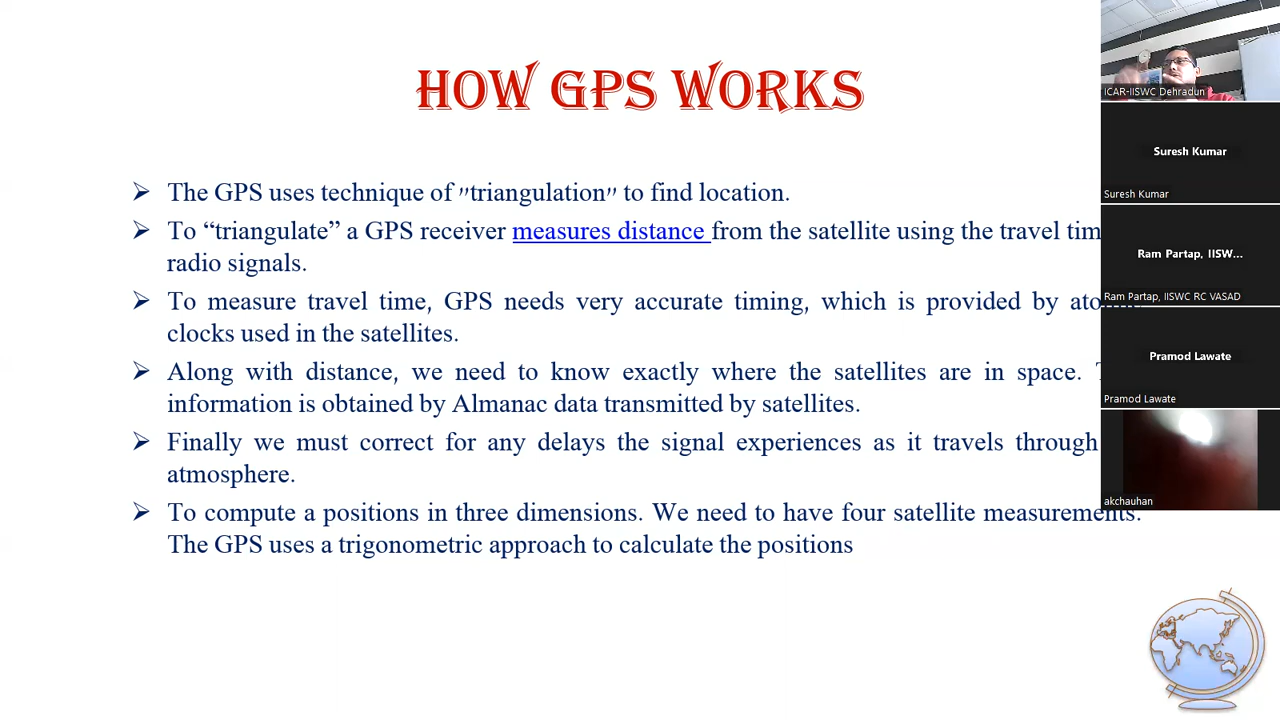 HOW GPS WORKS
The GPS uses technique of "triangulation" to find location.
To “triangulate” a GPS receiver measures distance from the satellite using the travel
radio signals.
To measure travel time, GPS needs very accurate timing, which is provided by
clocks used in the satellites.
Along with distance, we need to know exactly where the satellites are in space.
information is obtained by Almanac data transmitted by satellites.
Finally we must correct for any delays the signal experiences as it travels through
atmosphere.
To compute a positions in three dimensions. We need to have four satellite measurements.
The GPS uses a trigonometric approach to calculate the positions
ICAR-IISWC Dehradun
Suresh Kumar
Suresh Kumar
Ram Partap, IISW...
Ram Partap, IISWC RC VASAD
Pramod Lawate
Pramod Lawate
akchauhan